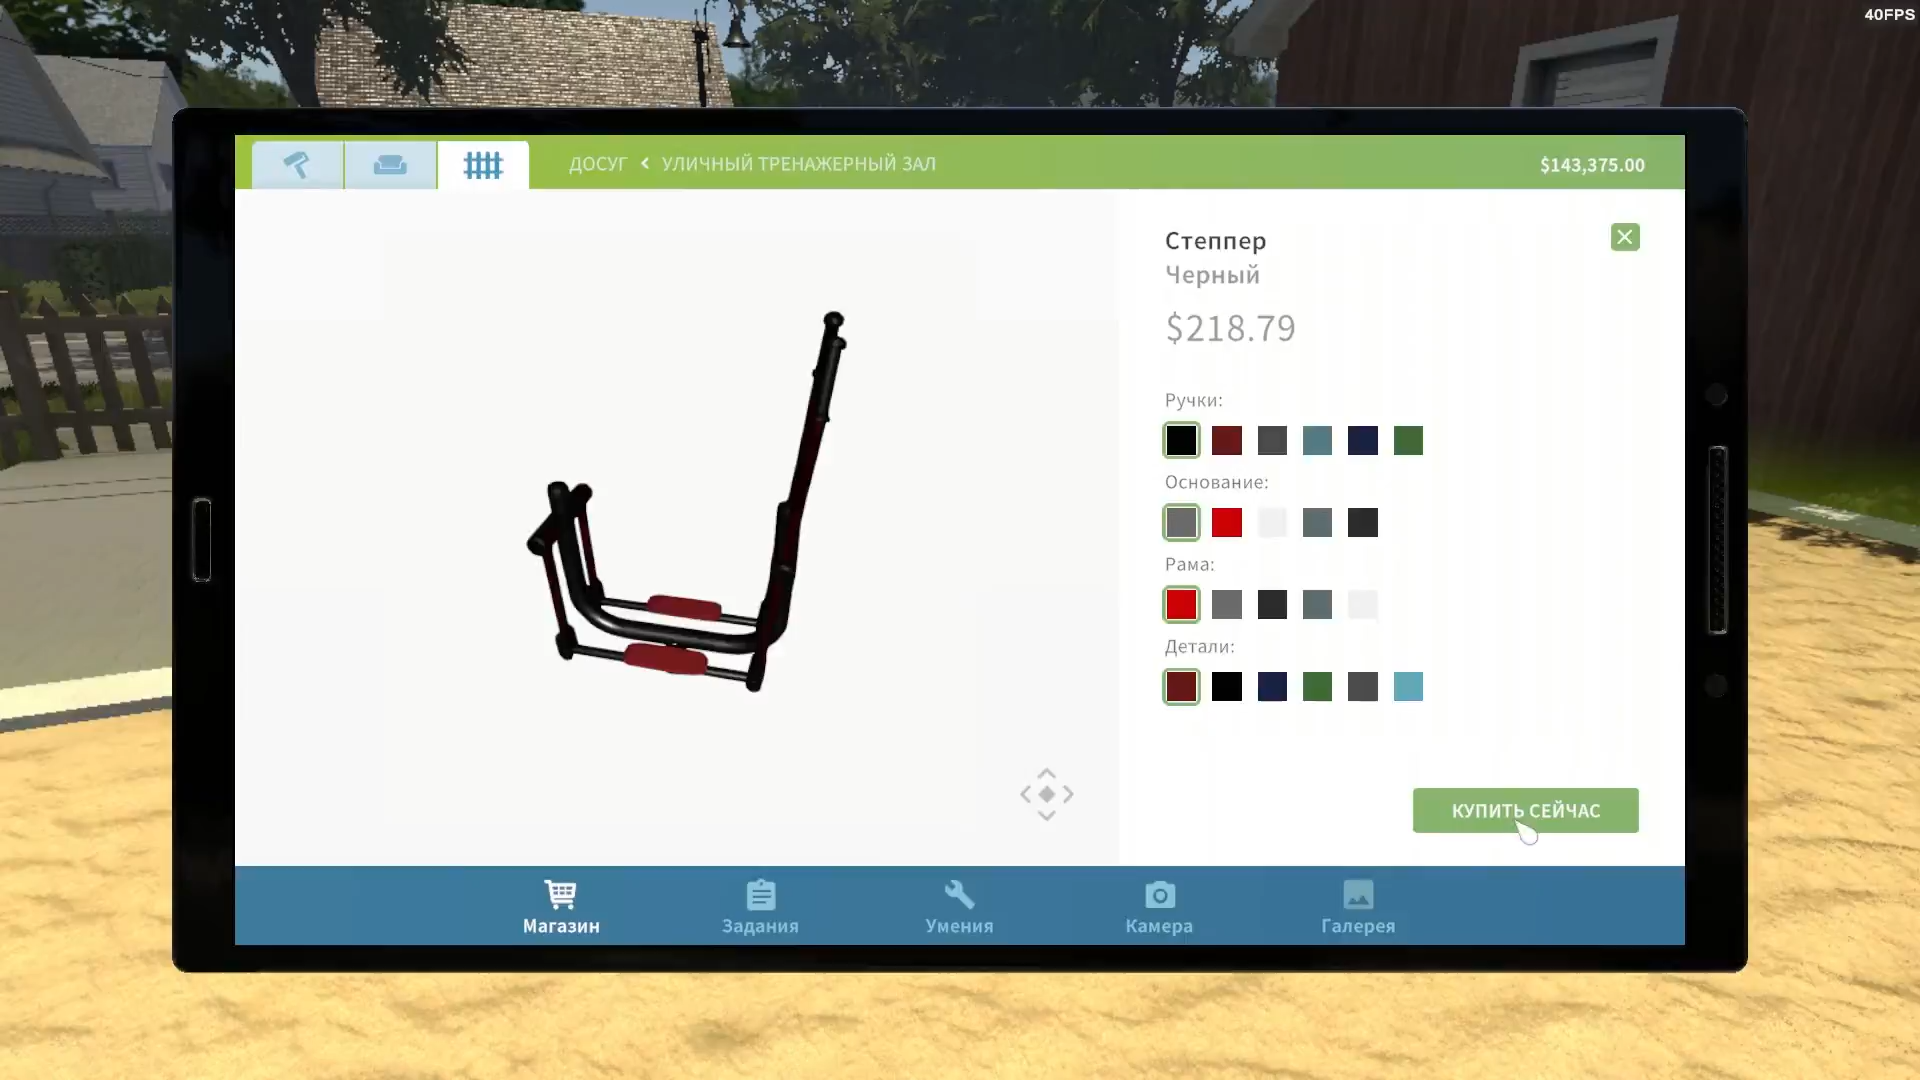 40FPS
ДОСУГ < УЛИЧНЫЙ ТРЕНАЖЕРНЫЙ ЗАЛ
$143,375.00
Степпер
Черный
$218.79
Ручки:
Основание:
Рама:
Детали:
КУПИТЬ СЕЙЧАС
Магазин
Задания
Умения
Камера
Галерея